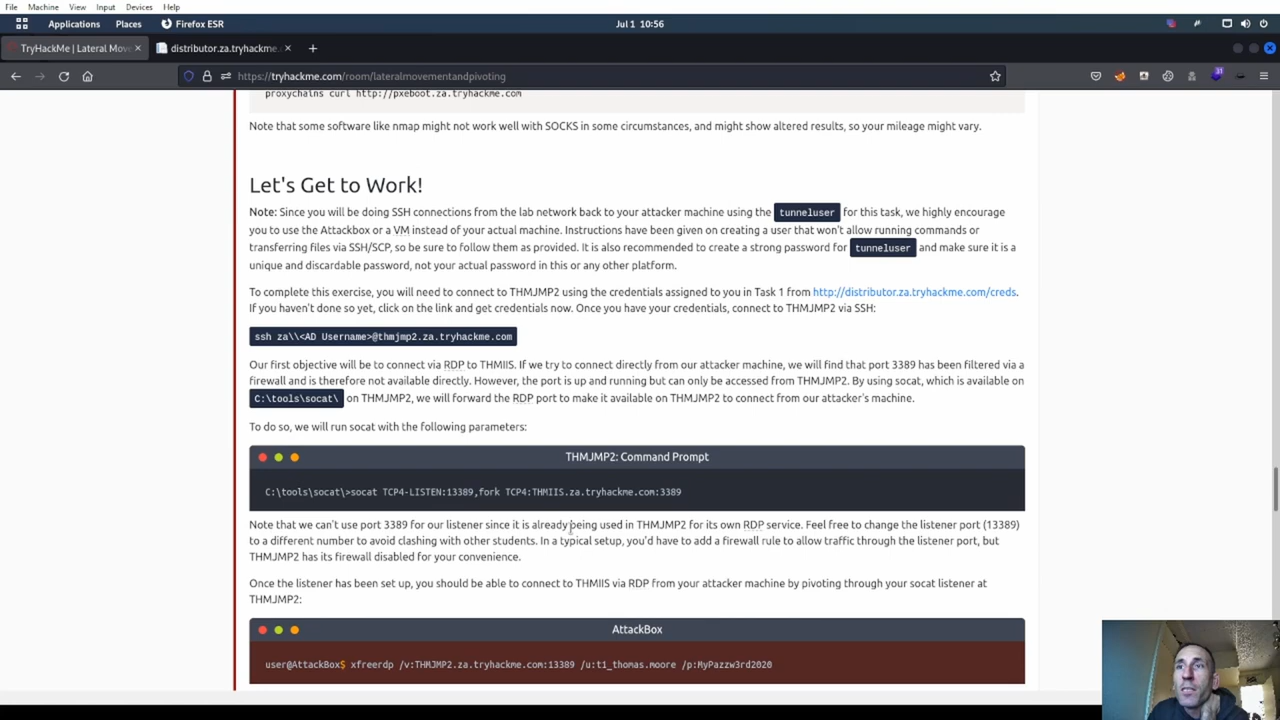 File Machine View Input Devices Help
Applications Places Firefox ESR Jul 1 10:56
TryHackMe | Lateral Mov distributor.za.tryhackme.
https://tryhackme.com/room/lateralmovementandpivoting
proxychains curl http://pxeboot.za.tryhackme.com
Note that some software like nmap might not work well with SOCKS in some circumstances, and might show altered results, so your mileage might vary.
Let's Get to Work!
Note: Since you will be doing SSH connections from the lab network back to your attacker machine using the tunneluser for this task, we highly encourage
you to use the Attackbox or a VM instead of your actual machine. Instructions have been given on creating a user that won't allow running commands or
transferring files via SSH/SCP, so be sure to follow them as provided. It is also recommended to create a strong password for tunneluser and make sure it is a
unique and discardable password, not your actual password in this or any other platform.
To complete this exercise, you will need to connect to THMJMP2 using the credentials assigned to you in Task 1 from http://distributor.za.tryhackme.com/creds.
If you haven't done so yet, click on the link and get credentials now. Once you have your credentials, connect to THMJMP2 via SSH:
ssh za\\<AD Username>@thmjmp2.za.tryhackme.com
Our first objective will be to connect via RDP to THMIIS. If we try to connect directly from our attacker machine, we will find that port 3389 has been filtered via a
firewall and is therefore not available directly. However, the port is up and running but can only be accessed from THMJMP2. By using socat, which is available on
C:\tools\socat\ on THMJMP2, we will forward the RDP port to make it available on THMJMP2 to connect from our attacker's machine.
To do so, we will run socat with the following parameters:
THMJMP2: Command Prompt
C:\tools\socat\>socat TCP4-LISTEN:13389,fork TCP4:THMIIS.za.tryhackme.com:3389
Note that we can't use port 3389 for our listener since it is already being used in THMJMP2 for its own RDP service. Feel free to change the listener port (13389)
to a different number to avoid clashing with other students. In a typical setup, you'd have to add a firewall rule to allow traffic through the listener port, but
THMJMP2 has its firewall disabled for your convenience.
Once the listener has been set up, you should be able to connect to THMIIS via RDP from your attacker machine by pivoting through your socat listener at
THMJMP2:
AttackBox
user@AttackBox$ xfreerdp /v:THMJMP2.za.tryhackme.com:13389 /u:t1_thomas.moore /p:MyPazzw3rd2020